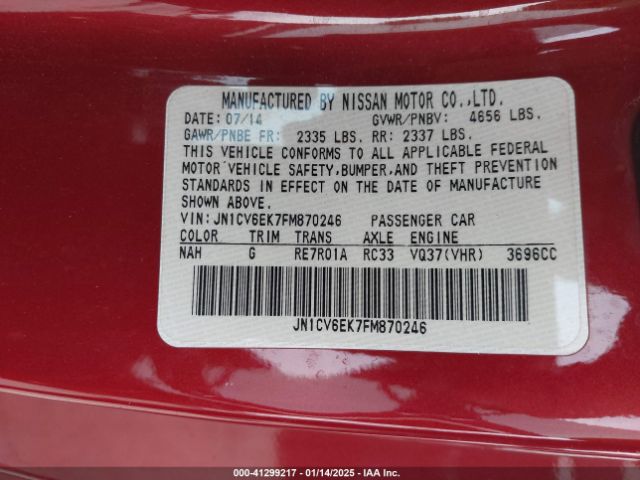 MANUFACTURED BY NISSAN MOTOR CO.,LTD.
DATE: 07/14 GVWR/PNBV: 4656 LBS.
GAWR/PNBE FR: 2335 LBS. RR: 2337 LBS.
THIS VEHICLE CONFORMS TO ALL APPLICABLE FEDERAL
MOTOR VEHICLE SAFETY,BUMPER,AND THEFT PREVENTION
STANDARDS IN EFFECT ON THE DATE OF MANUFACTURE
SHOWN ABOVE.
VIN:JN1CV6EK7FM870246 PASSENGER CAR
COLOR TRIM TRANS AXLE ENGINE
NAH G RE7R01A RC33 VQ37(VHR) 3696CC
JN1CV6EK7FM870246
000-41299217 - 01/14/2025 - IAA Inc.